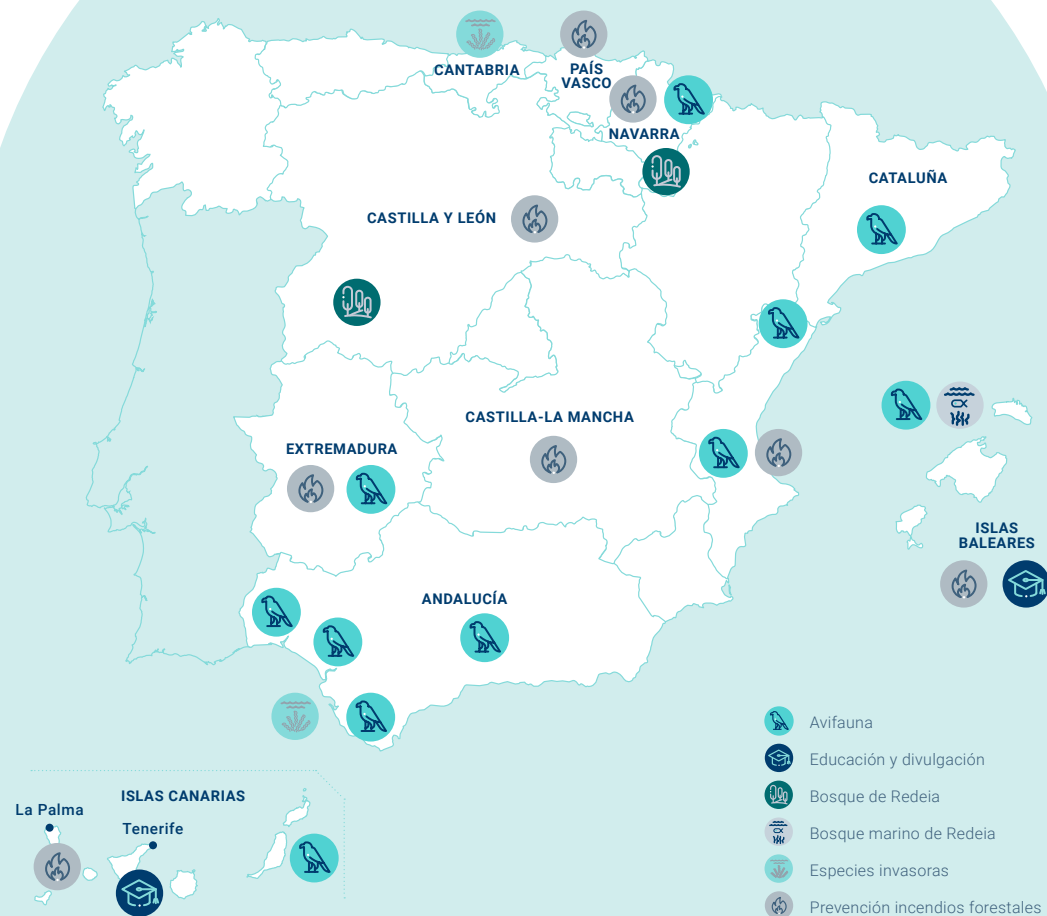 CANTABRIA
PAÍS
VASCO
NAVARRA
CATALUÑA
CASTILLA Y LEÓN
CASTILLA-LA MANCHA
EXTREMADURA
ISLAS
BALEARES
ANDALUCÍA
ISLAS CANARIAS
La Palma
Tenerife
Avifauna
Educación y divulgación
Bosque de Redeia
Bosque marino de Redeia
Especies invasoras
Prevención incendios forestales